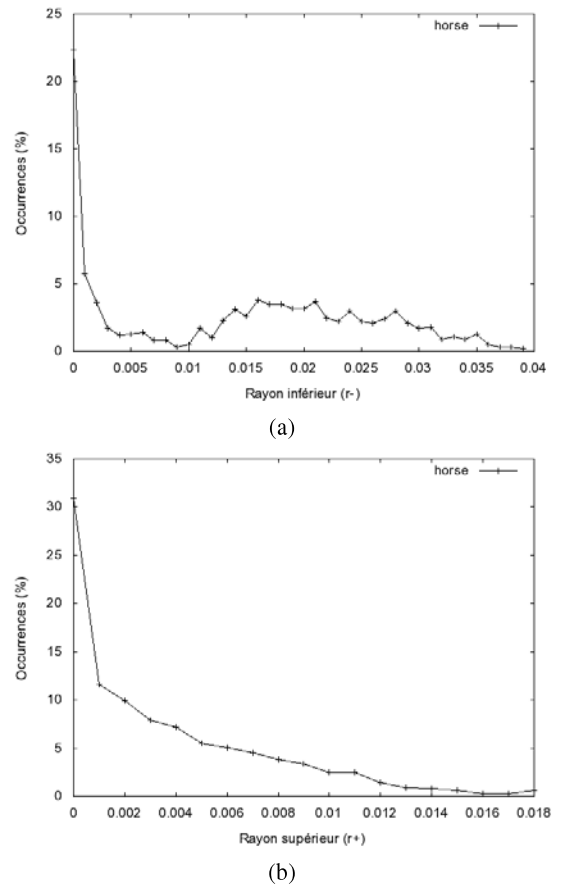 25
20
15
10
5
0
Occurrences (%)
horse
0 0.005 0.01 0.015 0.02 0.025 0.03 0.035 0.04
Rayon inférieur (r-)
(a)
35
30
25
20
15
10
5
0
Occurrences (%)
horse
0 0.002 0.004 0.006 0.008 0.01 0.012 0.014 0.016 0.018
Rayon supérieur (r+)
(b)